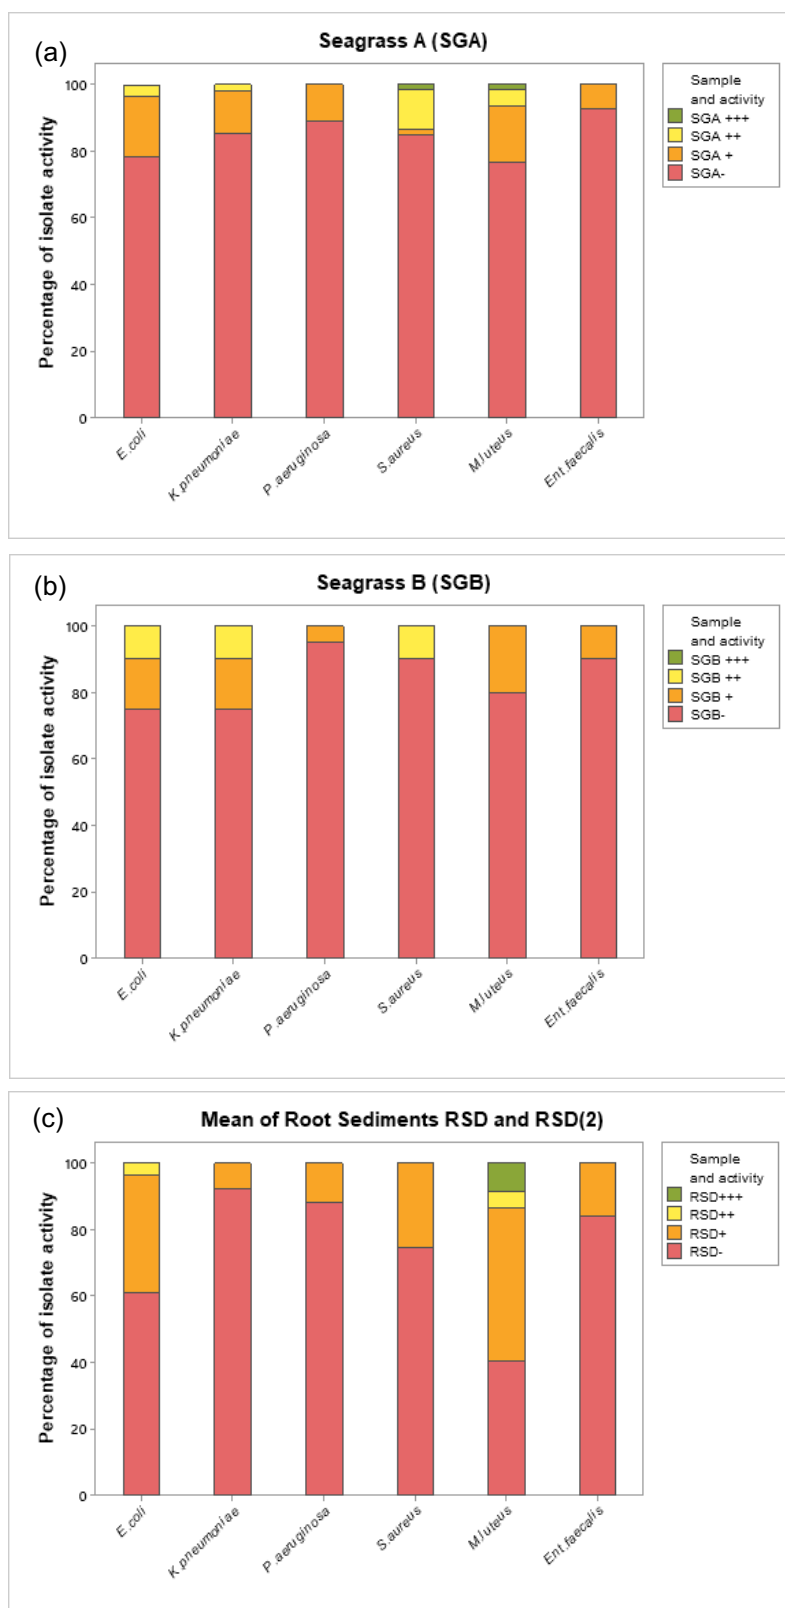 (a)
Seagrass A (SGA)
Percentage of isolate activity
100
80
60
40
20
0
E.coli
K.pneumoniae
P.aeruginosa
S.aureus
M.luteus
Ent.faecalis
Sample
and activity
SGA +++
SGA ++
SGA +
SGA-
(b)
Seagrass B (SGB)
Percentage of isolate activity
100
80
60
40
20
0
E.coli
K.pneumoniae
P.aeruginosa
S.aureus
M.luteus
Ent.faecalis
Sample
and activity
SGB +++
SGB ++
SGB +
SGB-
(c)
Mean of Root Sediments RSD and RSD(2)
Percentage of isolate activity
100
80
60
40
20
0
E.coli
K.pneumoniae
P.aeruginosa
S.aureus
M.luteus
Ent.faecalis
Sample
and activity
RSD+++
RSD++
RSD+
RSD-